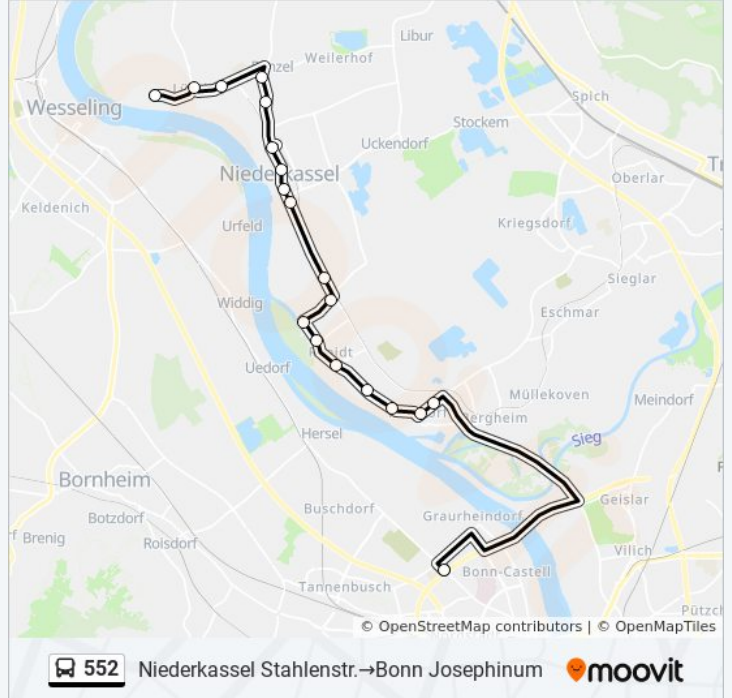 Libur
Weilerhof
Wesseling
Spich
Stockem
Uckendorf
Niederkassel
Oberlar
Keldenich
Urfeld
Kriegsdorf
Sieglar
Widdig
Eschmar
Uedorf
Müllekoven
Meindorf
Bergheim
Hersel
Sieg
Bornheim
Geislar
Buschdorf
Graurheindorf
Botzdorf
Brenig
Roisdorf
Vilich
Bonn-Castell
Tannenbusch
Pützch
© OpenStreetMap contributors | © OpenMapTiles
552 Niederkassel Stahlenstr.→Bonn Josephinum moovit